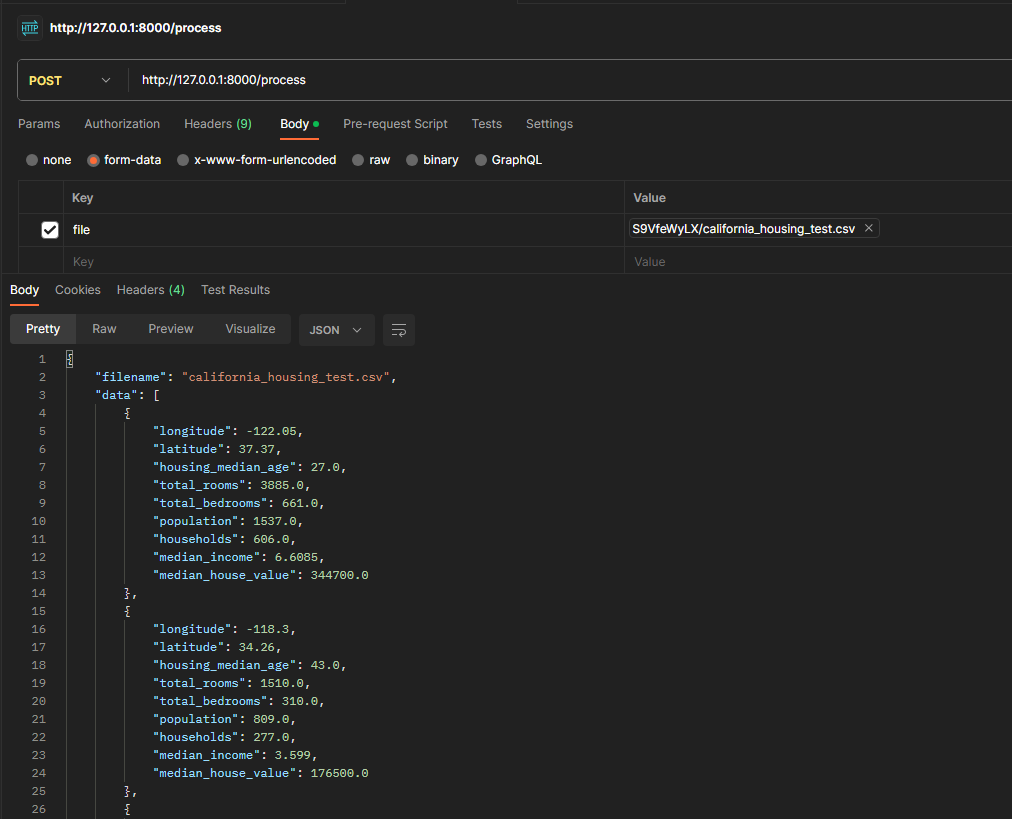 HTTP http://127.0.0.1:8000/process
POST http://127.0.0.1:8000/process
Params Authorization Headers (9) Body Pre-request Script Tests Settings
none form-data x-www-form-urlencoded raw binary GraphQL
Key Value
file S9VfeWyLX/california_housing_test.csv ×
Key Value
Body Cookies Headers (4) Test Results
Pretty Raw Preview Visualize JSON
1 {
2 "filename": "california_housing_test.csv",
3 "data": [
4 {
5 "longitude": -122.05,
6 "latitude": 37.37,
7 "housing_median_age": 27.0,
8 "total_rooms": 3885.0,
9 "total_bedrooms": 661.0,
10 "population": 1537.0,
11 "households": 606.0,
12 "median_income": 6.6085,
13 "median_house_value": 344700.0
14 },
15 {
16 "longitude": -118.3,
17 "latitude": 34.26,
18 "housing_median_age": 43.0,
19 "total_rooms": 1510.0,
20 "total_bedrooms": 310.0,
21 "population": 809.0,
22 "households": 277.0,
23 "median_income": 3.599,
24 "median_house_value": 176500.0
25 },
26 {